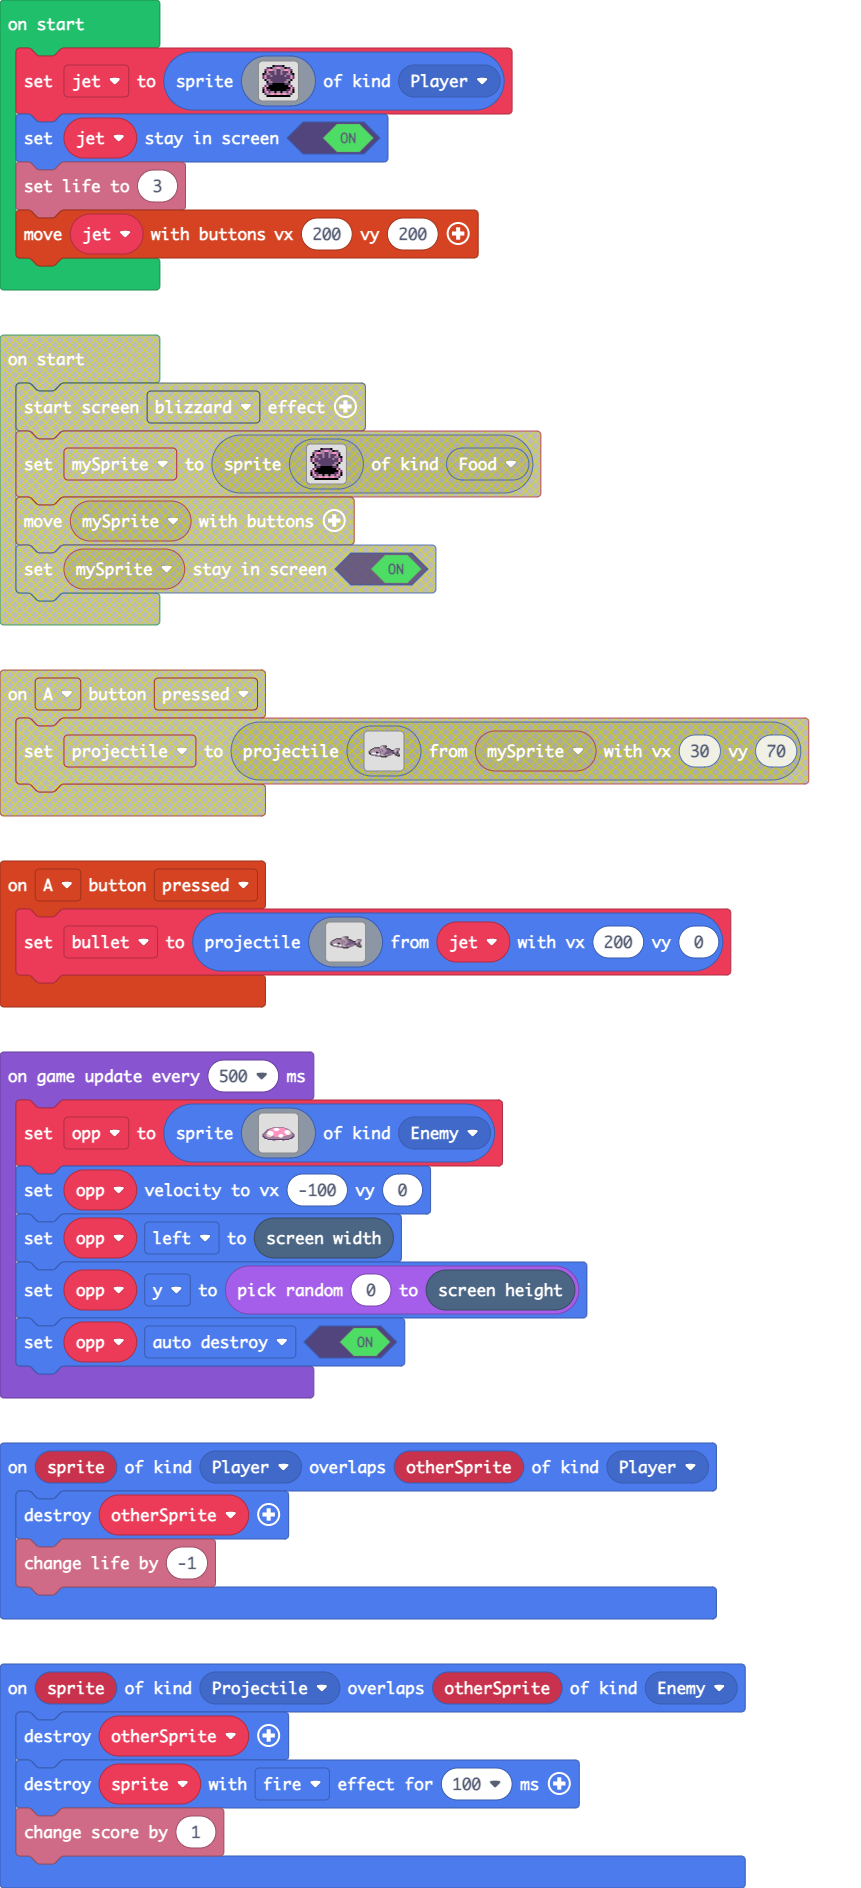 on start
set jet to sprite of kind Player
set jet stay in screen ON
set life to 3
move jet with buttons vx 200 vy 200
on start
start screen blizzard effect
set mySprite to sprite of kind Food
move mySprite with buttons
set mySprite stay in screen ON
on A button pressed
set projectile to projectile from mySprite with vx 30 vy 70
on A button pressed
set bullet to projectile from jet with vx 200 vy 0
on game update every 500 ms
set opp to sprite of kind Enemy
set opp velocity to vx -100 vy 0
set opp left to screen width
set opp y to pick random 0 to screen height
set opp auto destroy ON
on sprite of kind Player overlaps otherSprite of kind Player
destroy otherSprite
change life by -1
on sprite of kind Projectile overlaps otherSprite of kind Enemy
destroy otherSprite
destroy sprite with fire effect for 100 ms
change score by 1